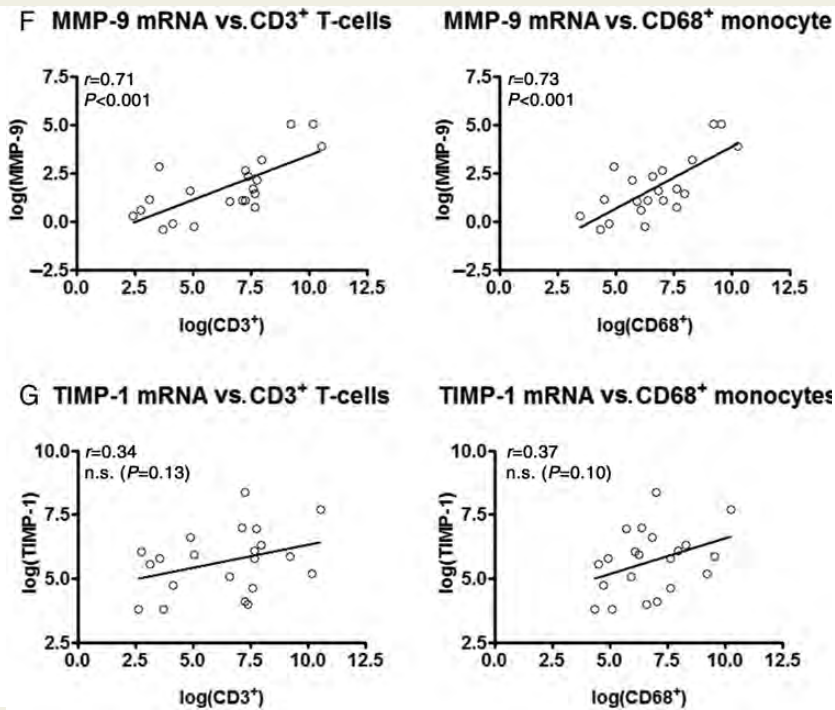 F MMP-9 mRNA vs. CD3+ T-cells
r=0.71
P<0.001
log(MMP-9)
7.5
5.0
2.5
0.0
−2.5
0.0 2.5 5.0 7.5 10.0 12.5
log(CD3+)
MMP-9 mRNA vs. CD68+ monocyte
r=0.73
P<0.001
log(MMP-9)
7.5
5.0
2.5
0.0
−2.5
0.0 2.5 5.0 7.5 10.0 12.5
log(CD68+)
G TIMP-1 mRNA vs. CD3+ T-cells
r=0.34
n.s. (P=0.13)
log(TIMP-1)
10.0
7.5
5.0
2.5
0.0 2.5 5.0 7.5 10.0 12.5
log(CD3+)
TIMP-1 mRNA vs. CD68+ monocytes
r=0.37
n.s. (P=0.10)
log(TIMP-1)
10.0
7.5
5.0
2.5
0.0 2.5 5.0 7.5 10.0 12.5
log(CD68+)